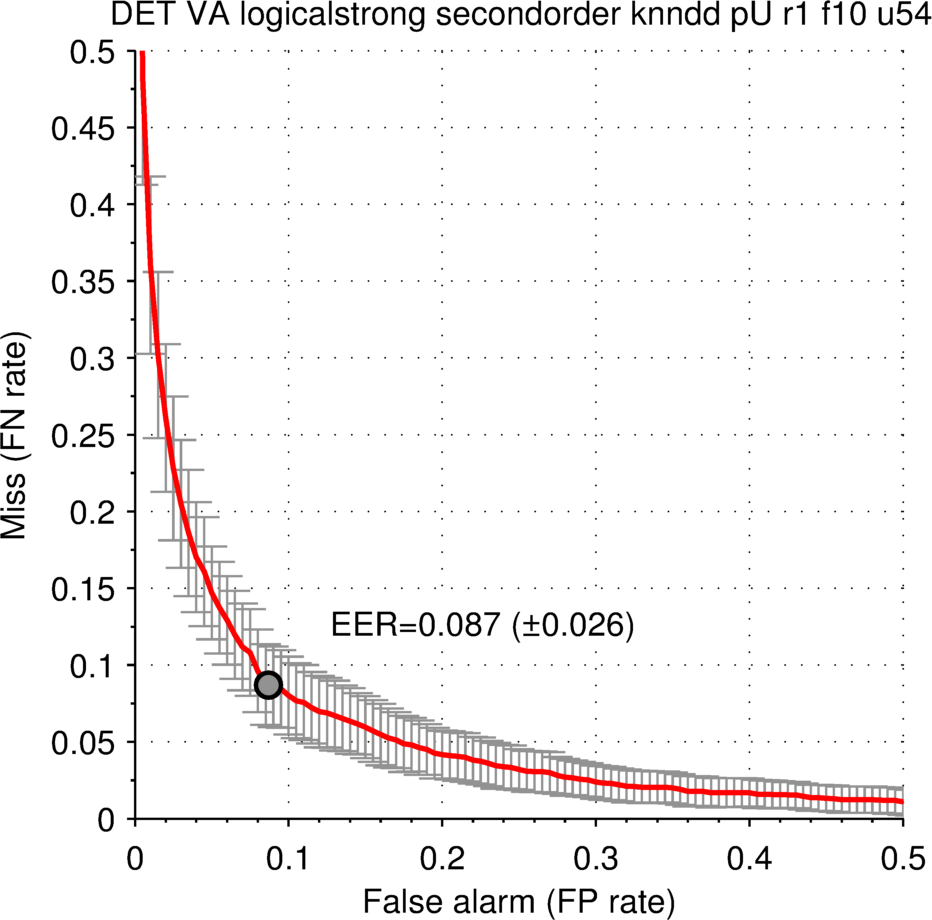 DET VA logicalstrong secondorder knndd pU r1 f10 u54
0.5
0.45
0.4
0.35
0.3
0.25
0.2
0.15
0.1
0.05
0
Miss (FN rate)
EER=0.087 (±0.026)
0 0.1 0.2 0.3 0.4 0.5
False alarm (FP rate)